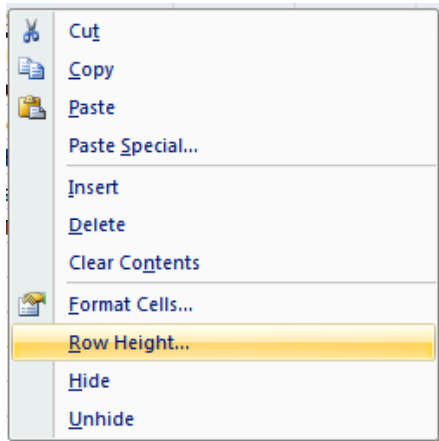 Cut
Copy
Paste
Paste Special...
Insert
Delete
Clear Contents
Format Cells...
Row Height...
Hide
Unhide